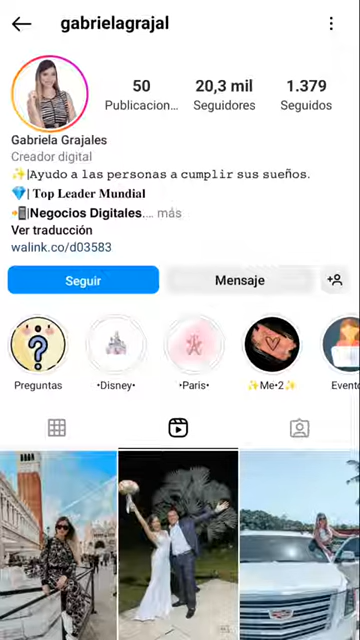 gabrielagrajal
50
20,3 mil
1.379
Publicacion...
Seguidores
Seguidos
Gabriela Grajales
Creador digital
✨|Ayudo a las personas a cumplir sus sueños.
💎| Top Leader Mundial
📲|Negocios Digitales.... más
Ver traducción
walink.co/d03583
Seguir
Mensaje
Preguntas
•Disney•
•Paris•
✨Me•2✨
Evento